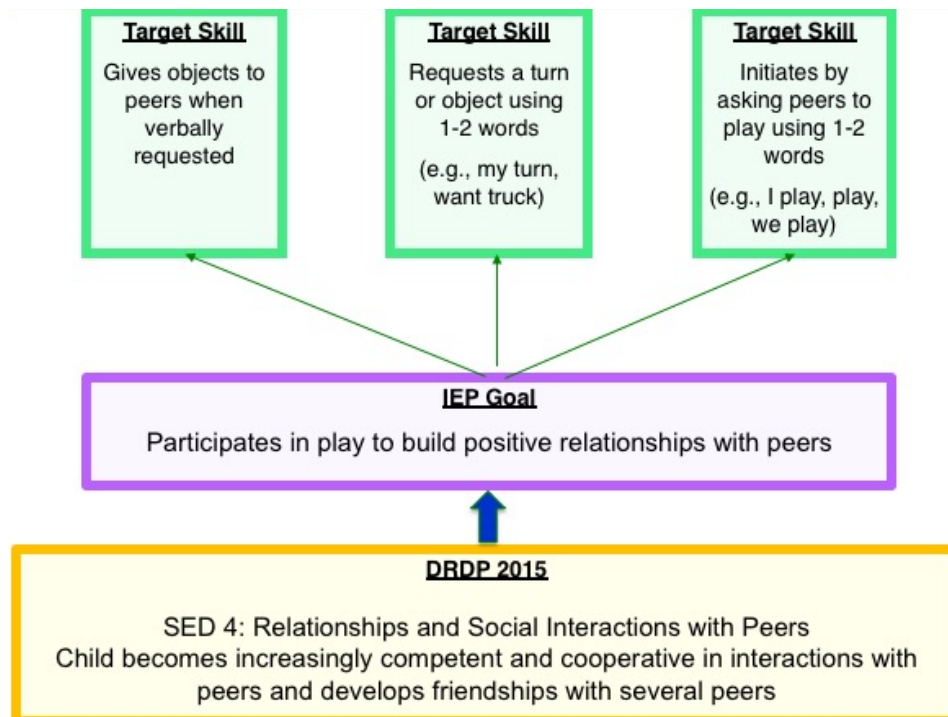 Target Skill
Gives objects to
peers when
verbally
requested
Target Skill
Requests a turn
or object using
1-2 words
(e.g., my turn,
want truck)
Target Skill
Initiates by
asking peers to
play using 1-2
words
(e.g., I play, play,
we play)
IEP Goal
Participates in play to build positive relationships with peers
DRDP 2015
SED 4: Relationships and Social Interactions with Peers
Child becomes increasingly competent and cooperative in interactions with
peers and develops friendships with several peers